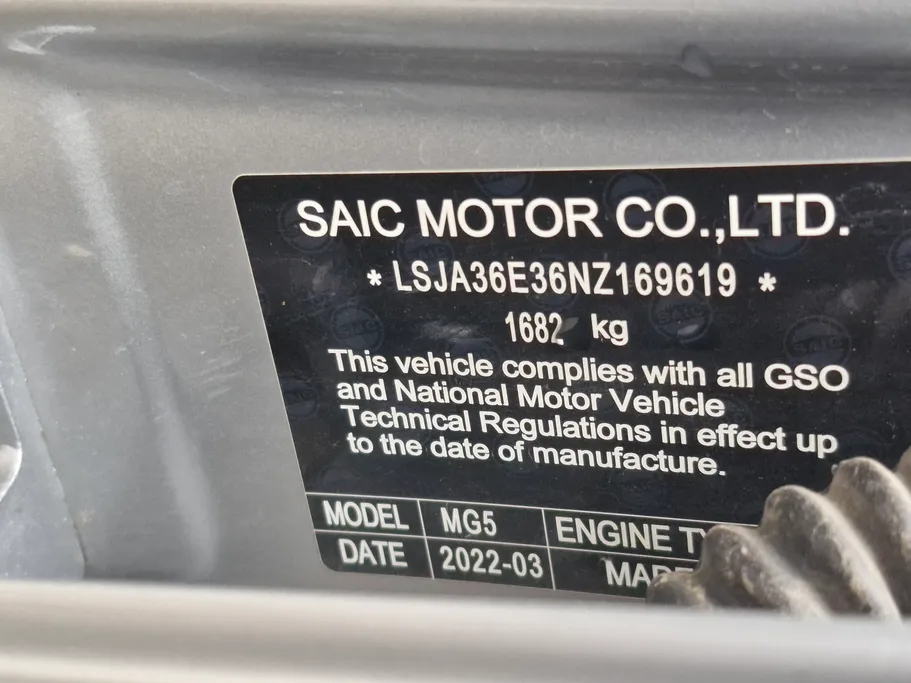 SAIC MOTOR CO.,LTD.
* LSJA36E36NZ169619 *
1682 kg
This vehicle complies with all GSO
and National Motor Vehicle
Technical Regulations in effect up
to the date of manufacture.
MODEL MG5 ENGINE
DATE 2022-03